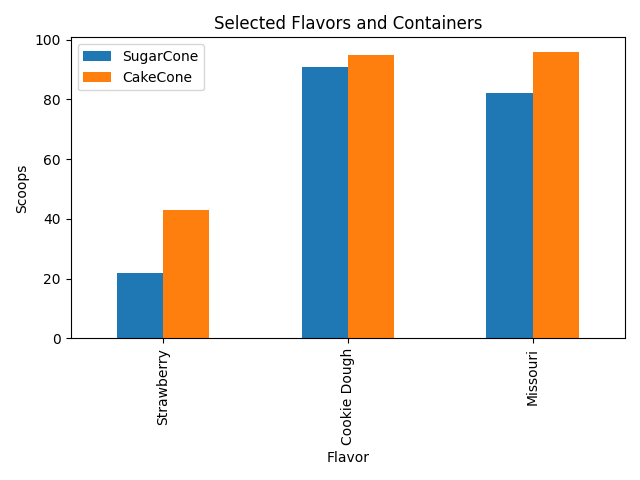 Selected Flavors and Containers
SugarCone
CakeCone
Scoops
100
80
60
40
20
0
Strawberry
Cookie Dough
Missouri
Flavor